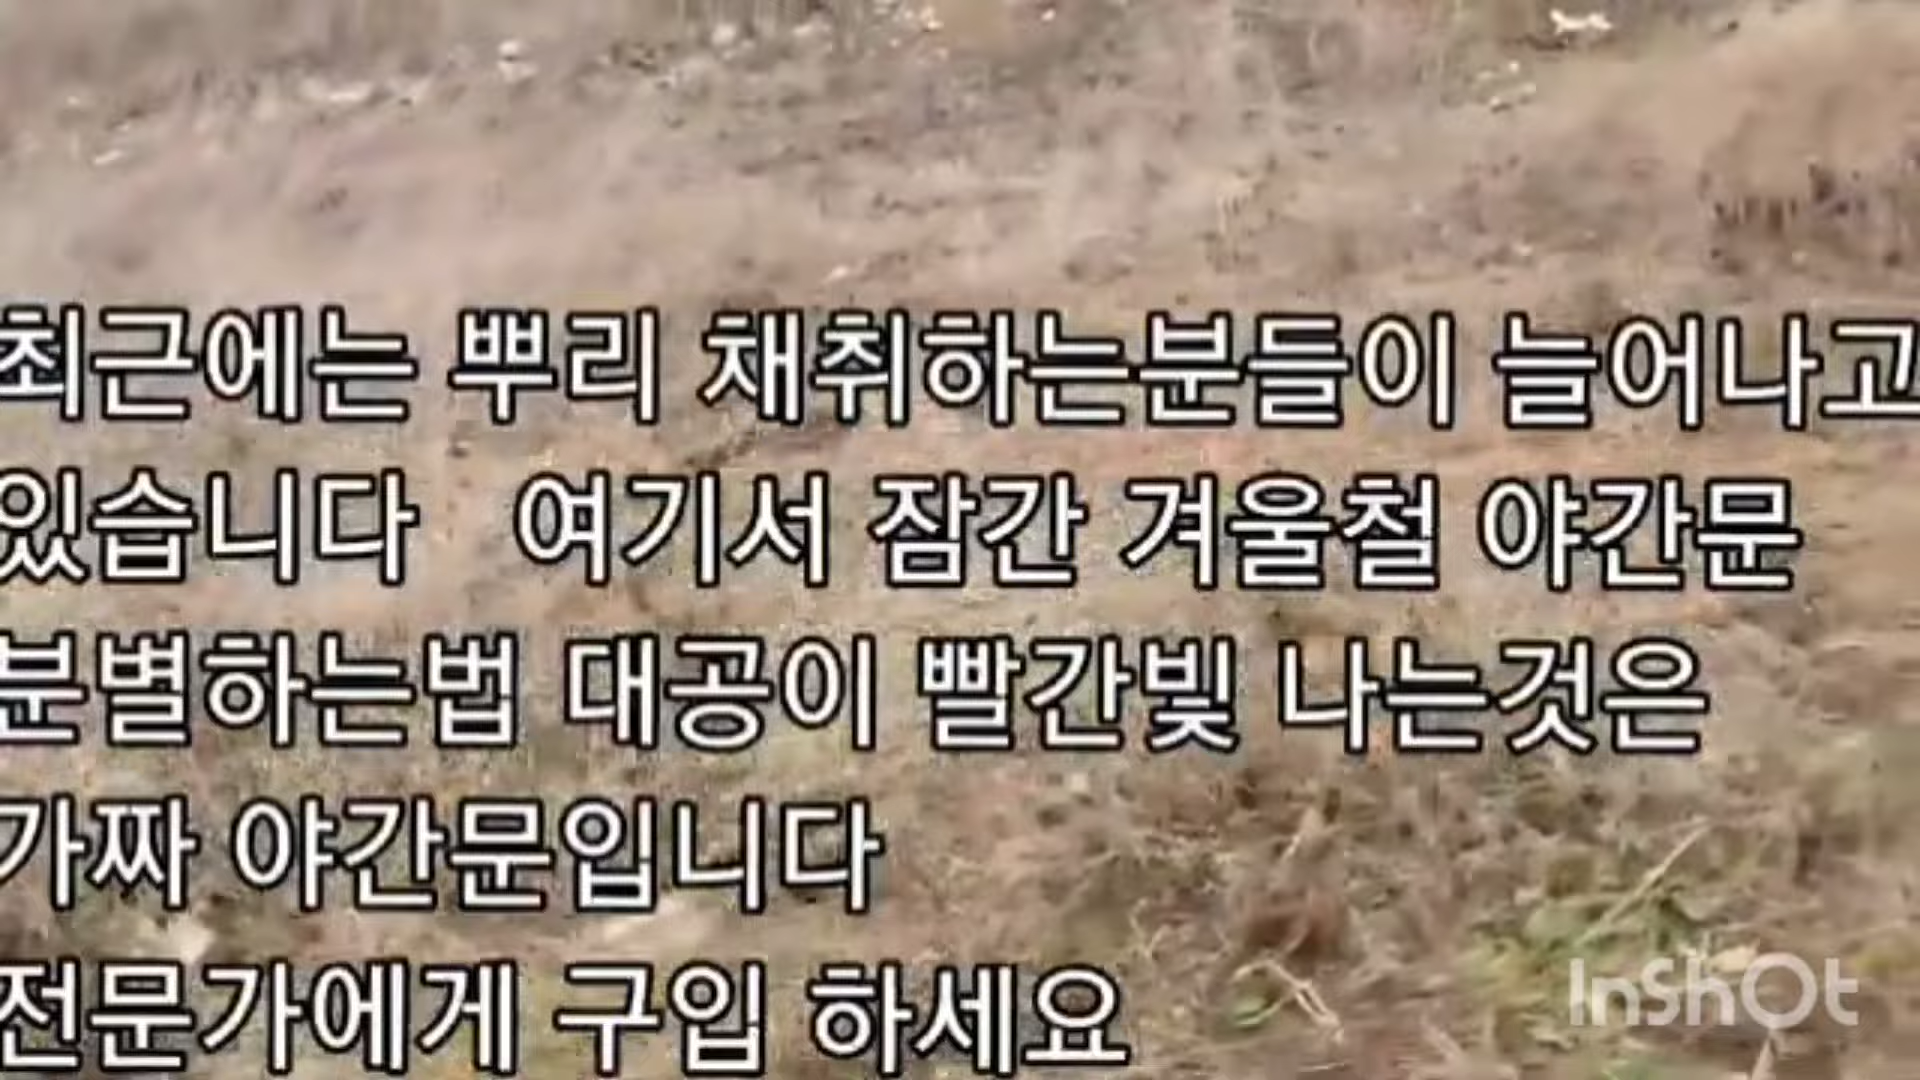 최근에는 뿌리 채취하는분들이 늘어나고
있습니다 여기서 잠간 겨울철 야간문
분별하는법 대공이 빨간빛 나는것은
가짜 야간문입니다
전문가에게 구입 하세요
InShOt